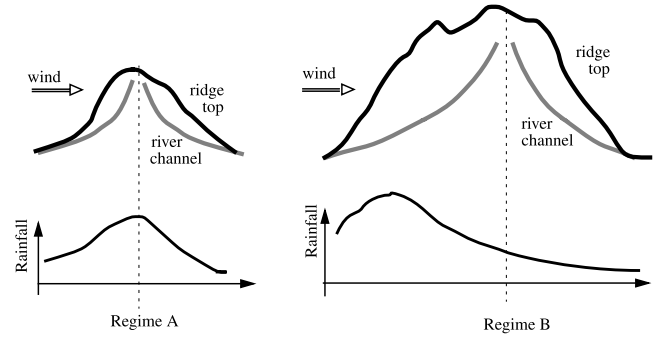 wind
ridge
top
river
channel
Rainfall
Regime A
wind
ridge
top
river
channel
Rainfall
Regime B